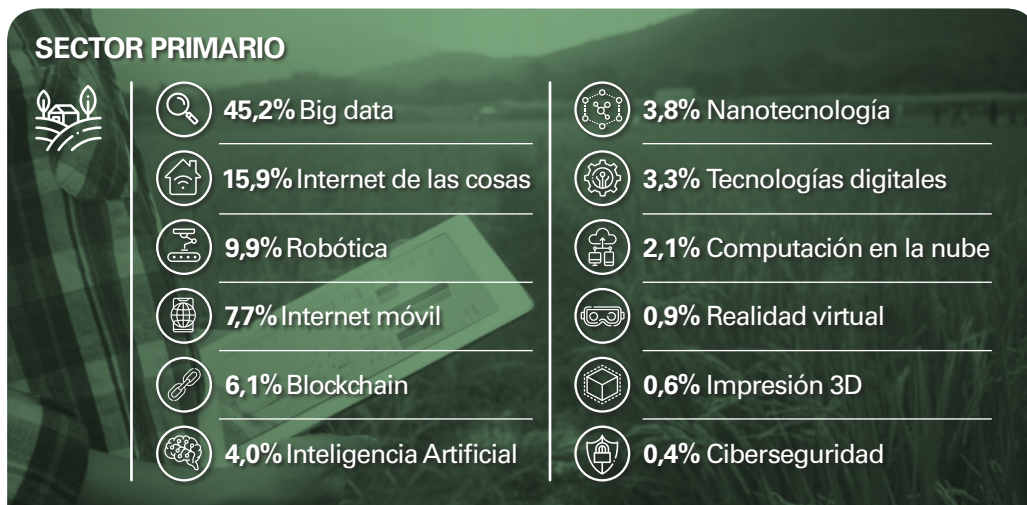 SECTOR PRIMARIO
45,2% Big data
15,9% Internet de las cosas
9,9% Robótica
7,7% Internet móvil
6,1% Blockchain
4,0% Inteligencia Artificial
3,8% Nanotecnología
3,3% Tecnologías digitales
2,1% Computación en la nube
0,9% Realidad virtual
0,6% Impresión 3D
0,4% Ciberseguridad